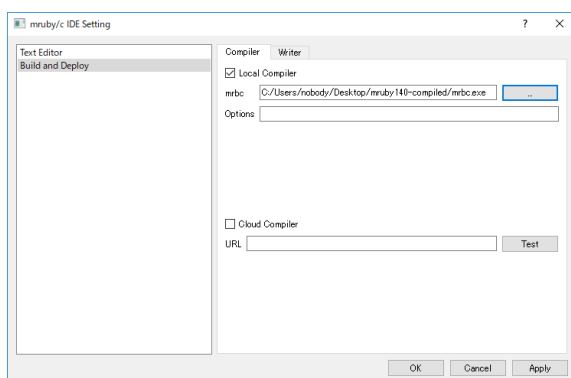 mruby/c IDE Setting
? ×
Text Editor
Build and Deploy
Compiler Writer
Local Compiler
mrbc C:/Users/nobody/Desktop/mruby140-compiled/mrbc.exe ..
Options
Cloud Compiler
URL Test
OK Cancel Apply